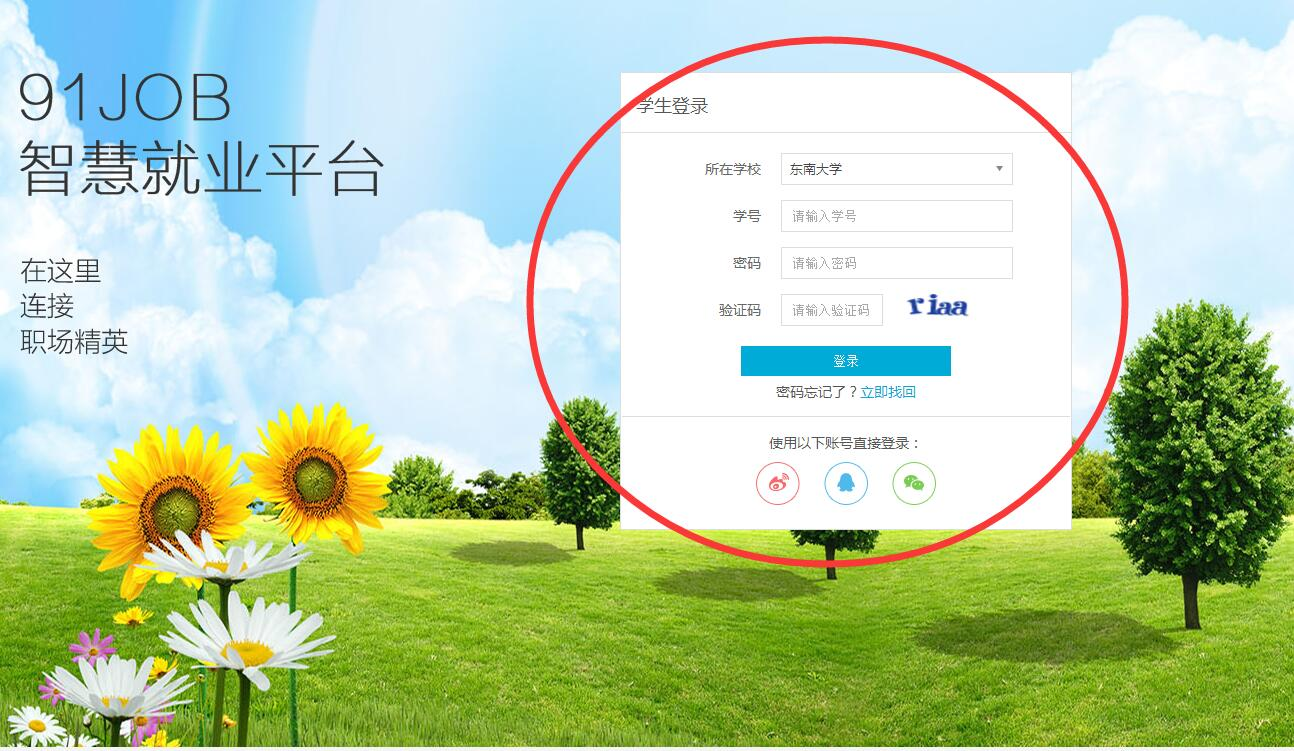 91JOB
智慧就业平台
在这里
连接
职场精英
学生登录
所在学校 东南大学
学号 请输入学号
密码 请输入密码
验证码 请输入验证码 riaa
登录
密码忘记了？立即找回
使用以下账号直接登录：